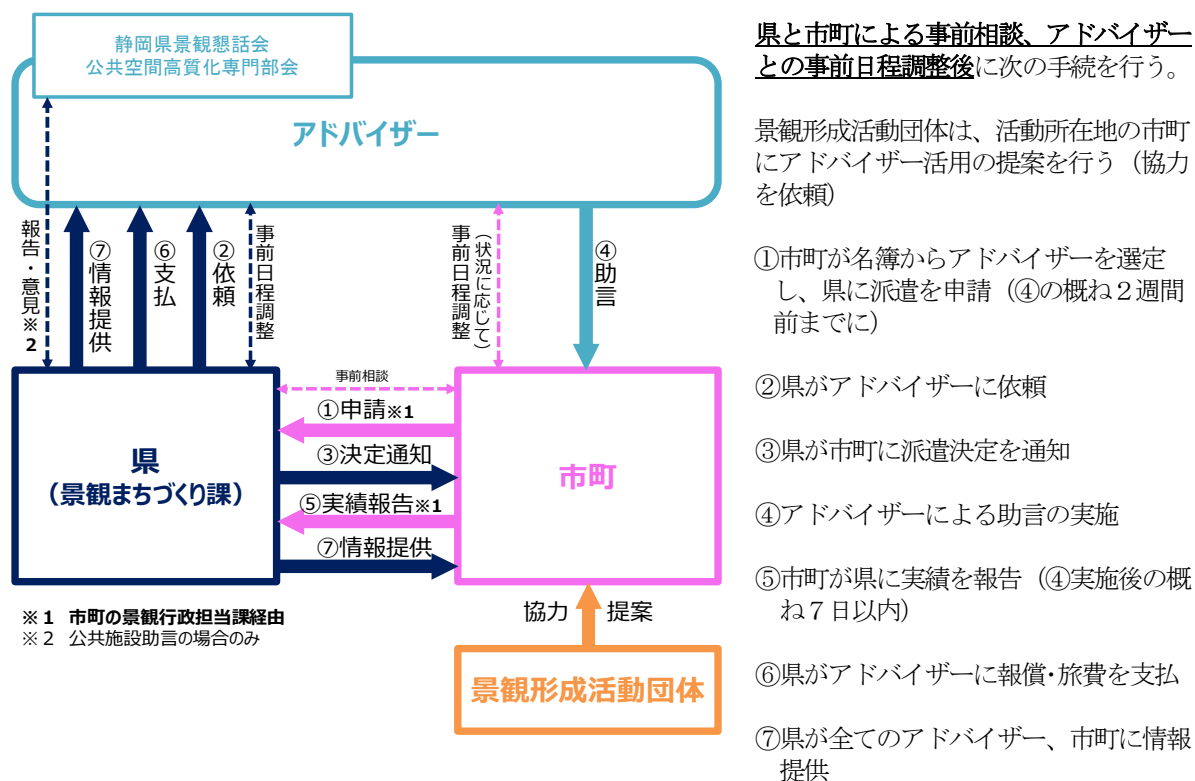 静岡県景観懇話会
公共空間高質化専門部会
アドバイザー
報告・意見※2
⑦情報提供
⑥支払
②依頼
事前日程調整
事前日程調整
（状況に応じて）
④助言
事前相談
①申請※1
③決定通知
⑤実績報告※1
⑦情報提供
県
（景観まちづくり課）
市町
※1 市町の景観行政担当課経由
※2 公共施設助言の場合のみ
協力 提案
景観形成活動団体
県と市町による事前相談、アドバイザー
との事前日程調整後に次の手続を行う。
景観形成活動団体は、活動所在地の市町
にアドバイザー活用の提案を行う（協力
を依頼）
①市町が名簿からアドバイザーを選定
し、県に派遣を申請（④の概ね２週間
前までに）
②県がアドバイザーに依頼
③県が市町に派遣決定を通知
④アドバイザーによる助言の実施
⑤市町が県に実績を報告（④実施後の概
ね７日以内）
⑥県がアドバイザーに報償・旅費を支払
⑦県が全てのアドバイザー、市町に情報
提供